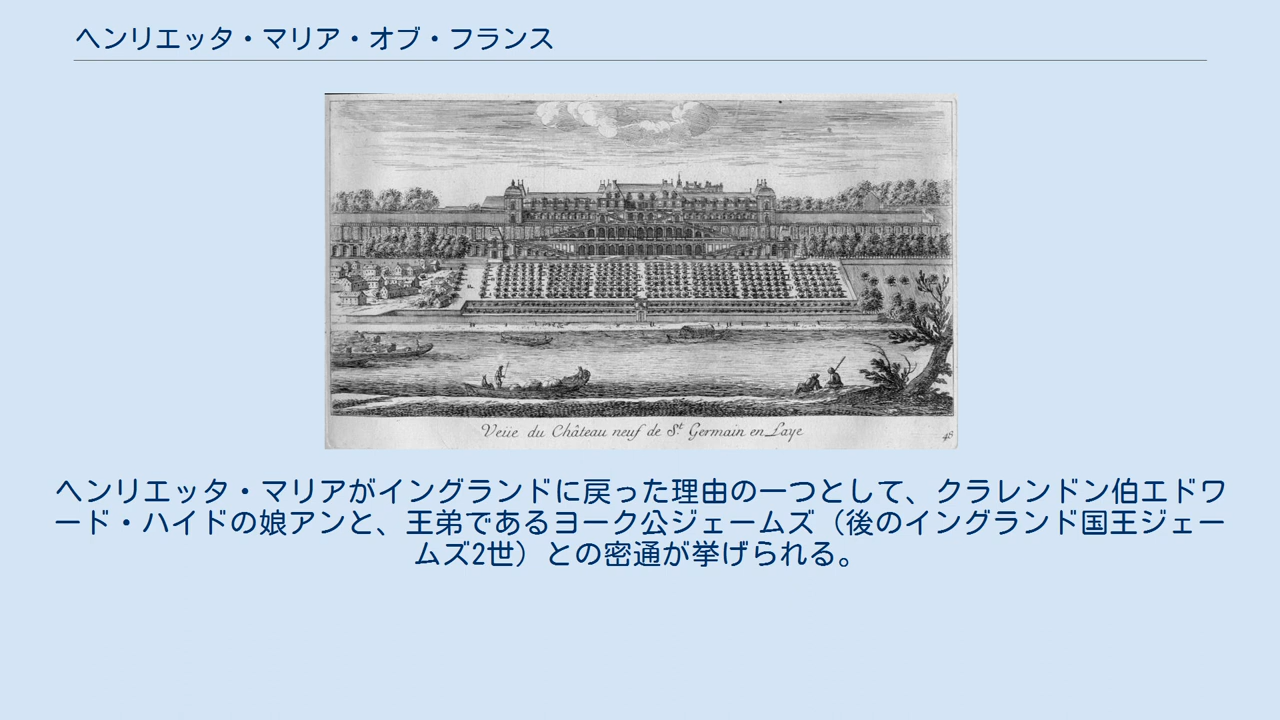 ヘンリエッタ・マリア・オブ・フランス
Veüe du Château neuf de St Germain en Laye
48
ヘンリエッタ・マリアがイングランドに戻った理由の一つとして、クラレンドン伯エドワ
ード・ハイドの娘アンと、王弟であるヨーク公ジェームズ（後のイングランド国王ジェー
ムズ2世）との密通が挙げられる。